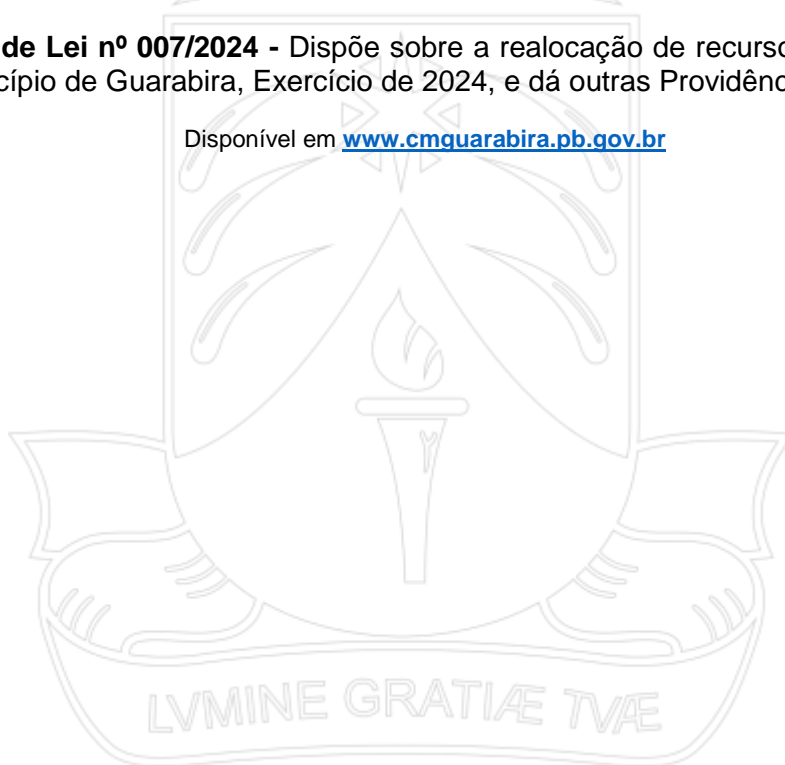 de Lei nº 007/2024 - Dispõe sobre a realocação de recurso
cípio de Guarabira, Exercício de 2024, e dá outras Providênc
Disponível em www.cmguarabira.pb.gov.br
LVMINE GRATIÆ TVÆ